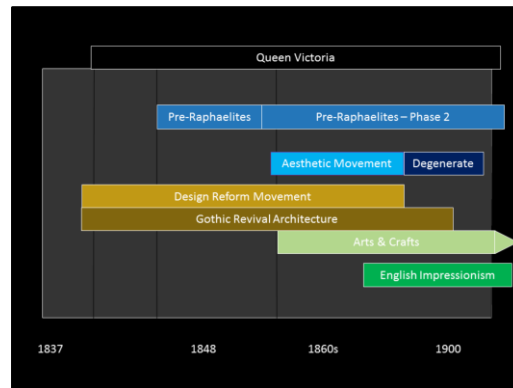 Queen Victoria
Pre-Raphaelites
Pre-Raphaelites – Phase 2
Aesthetic Movement
Degenerate
Design Reform Movement
Gothic Revival Architecture
Arts & Crafts
English Impressionism
1837
1848
1860s
1900